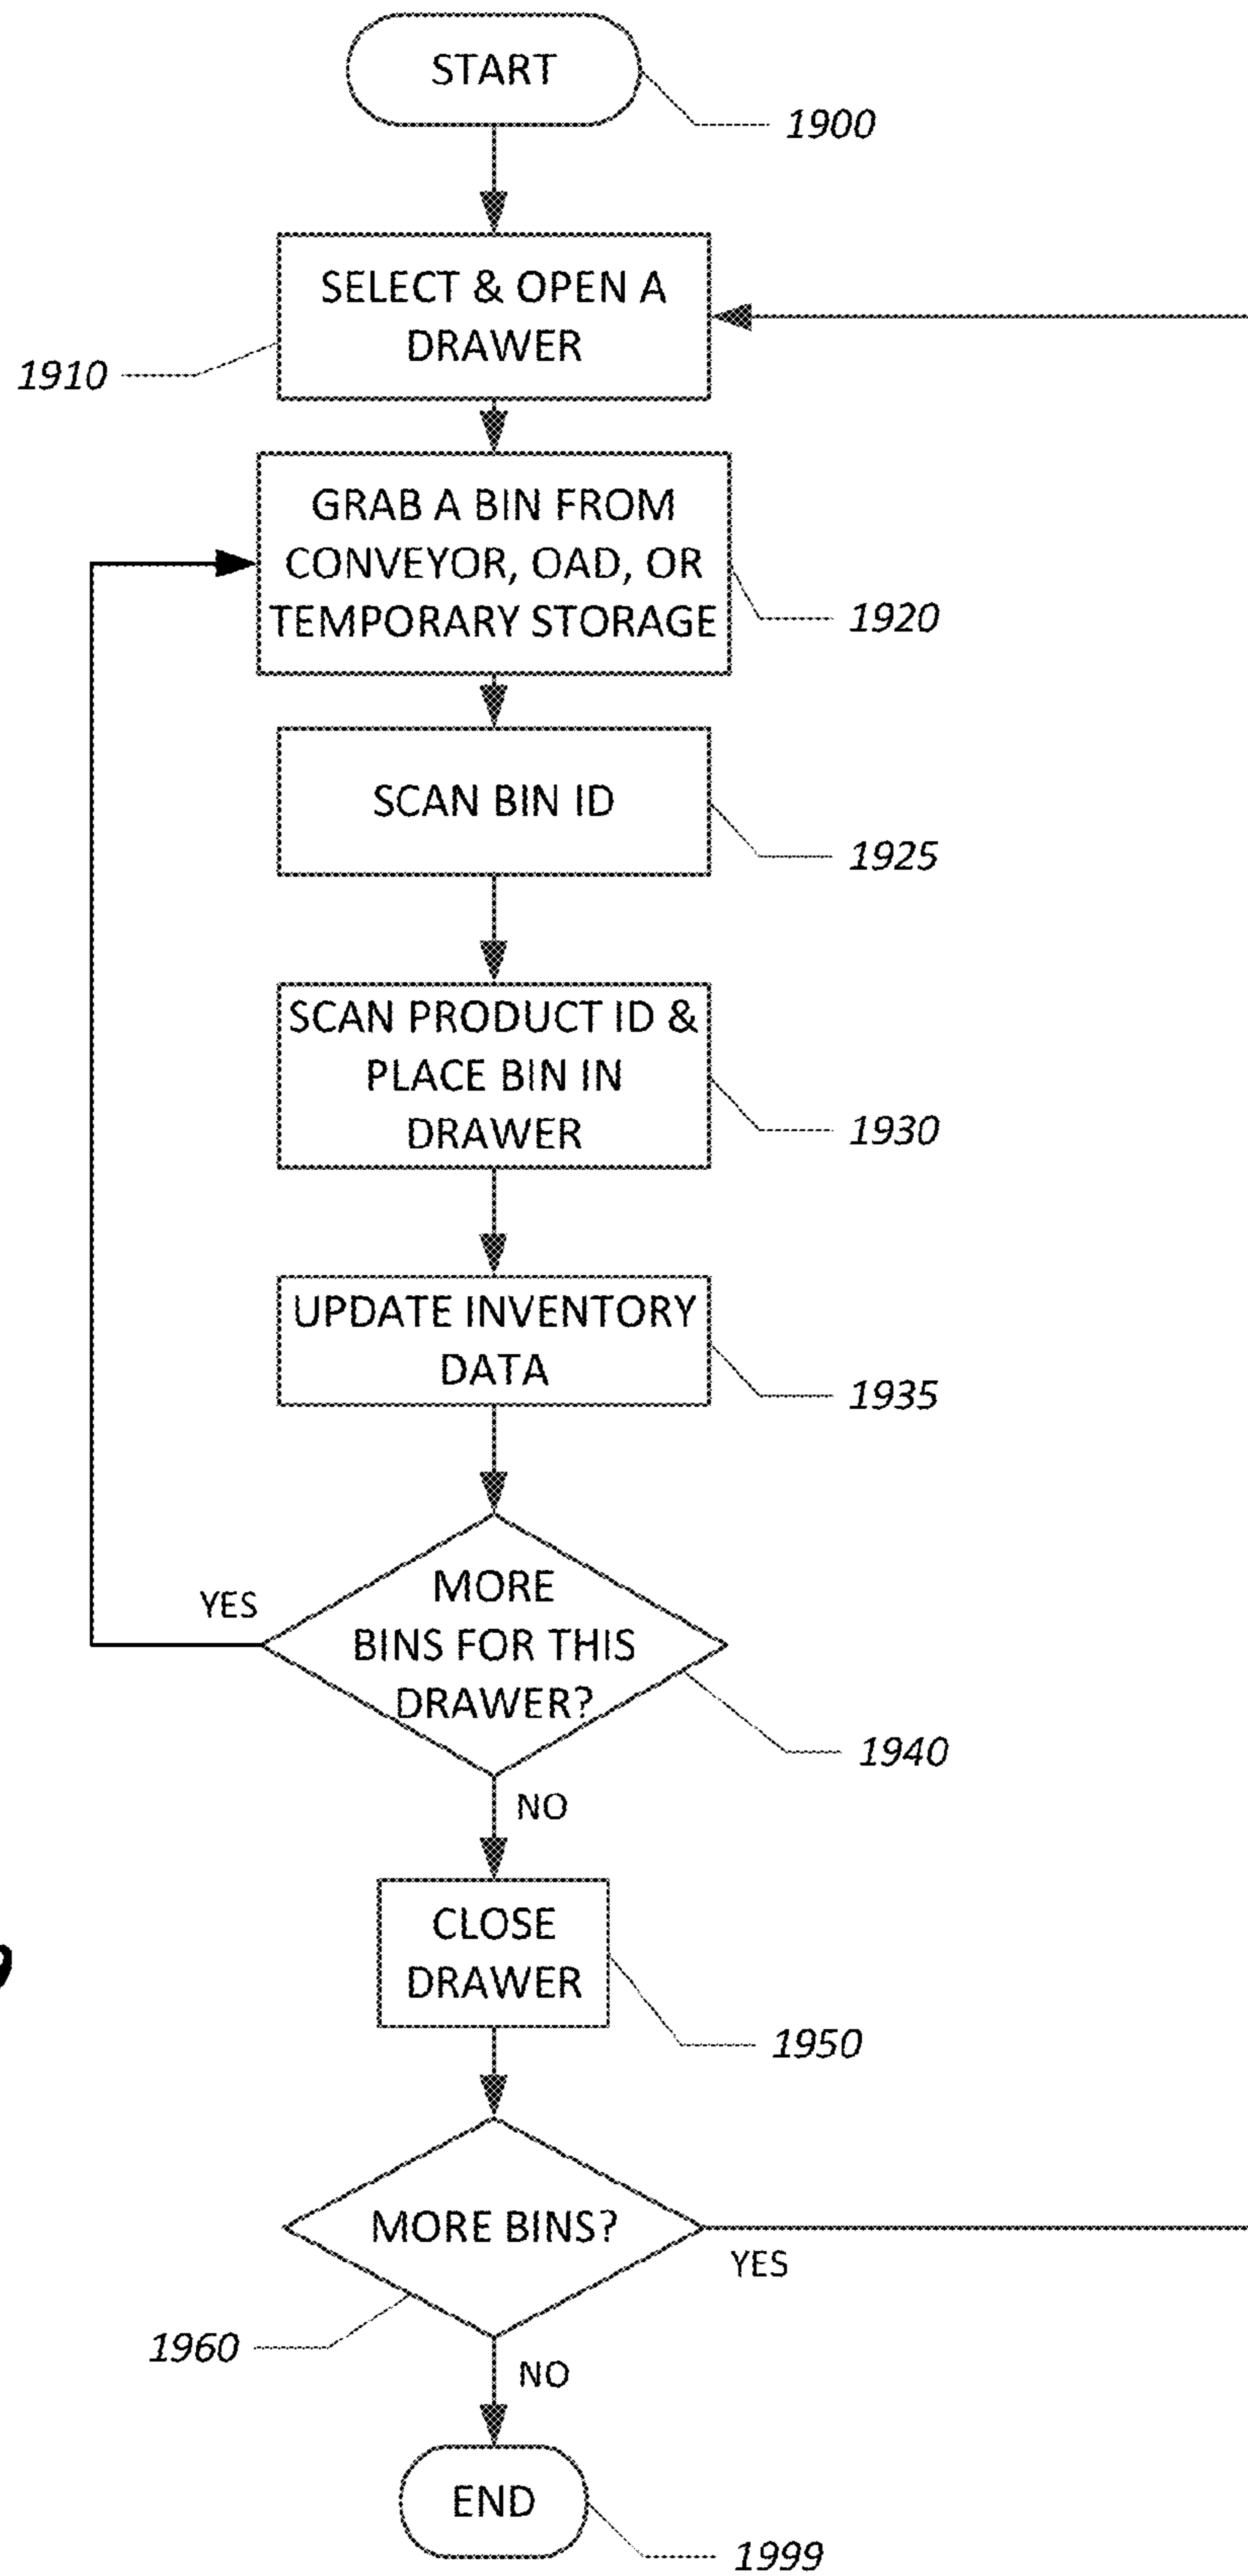 START
1900
SELECT & OPEN A
DRAWER
1910
GRAB A BIN FROM
CONVEYOR, OAD, OR
TEMPORARY STORAGE
1920
SCAN BIN ID
1925
SCAN PRODUCT ID &
PLACE BIN IN
DRAWER
1930
UPDATE INVENTORY
DATA
1935
YES
MORE
BINS FOR THIS
DRAWER?
1940
NO
CLOSE
DRAWER
1950
MORE BINS?
YES
1960
NO
END
1999